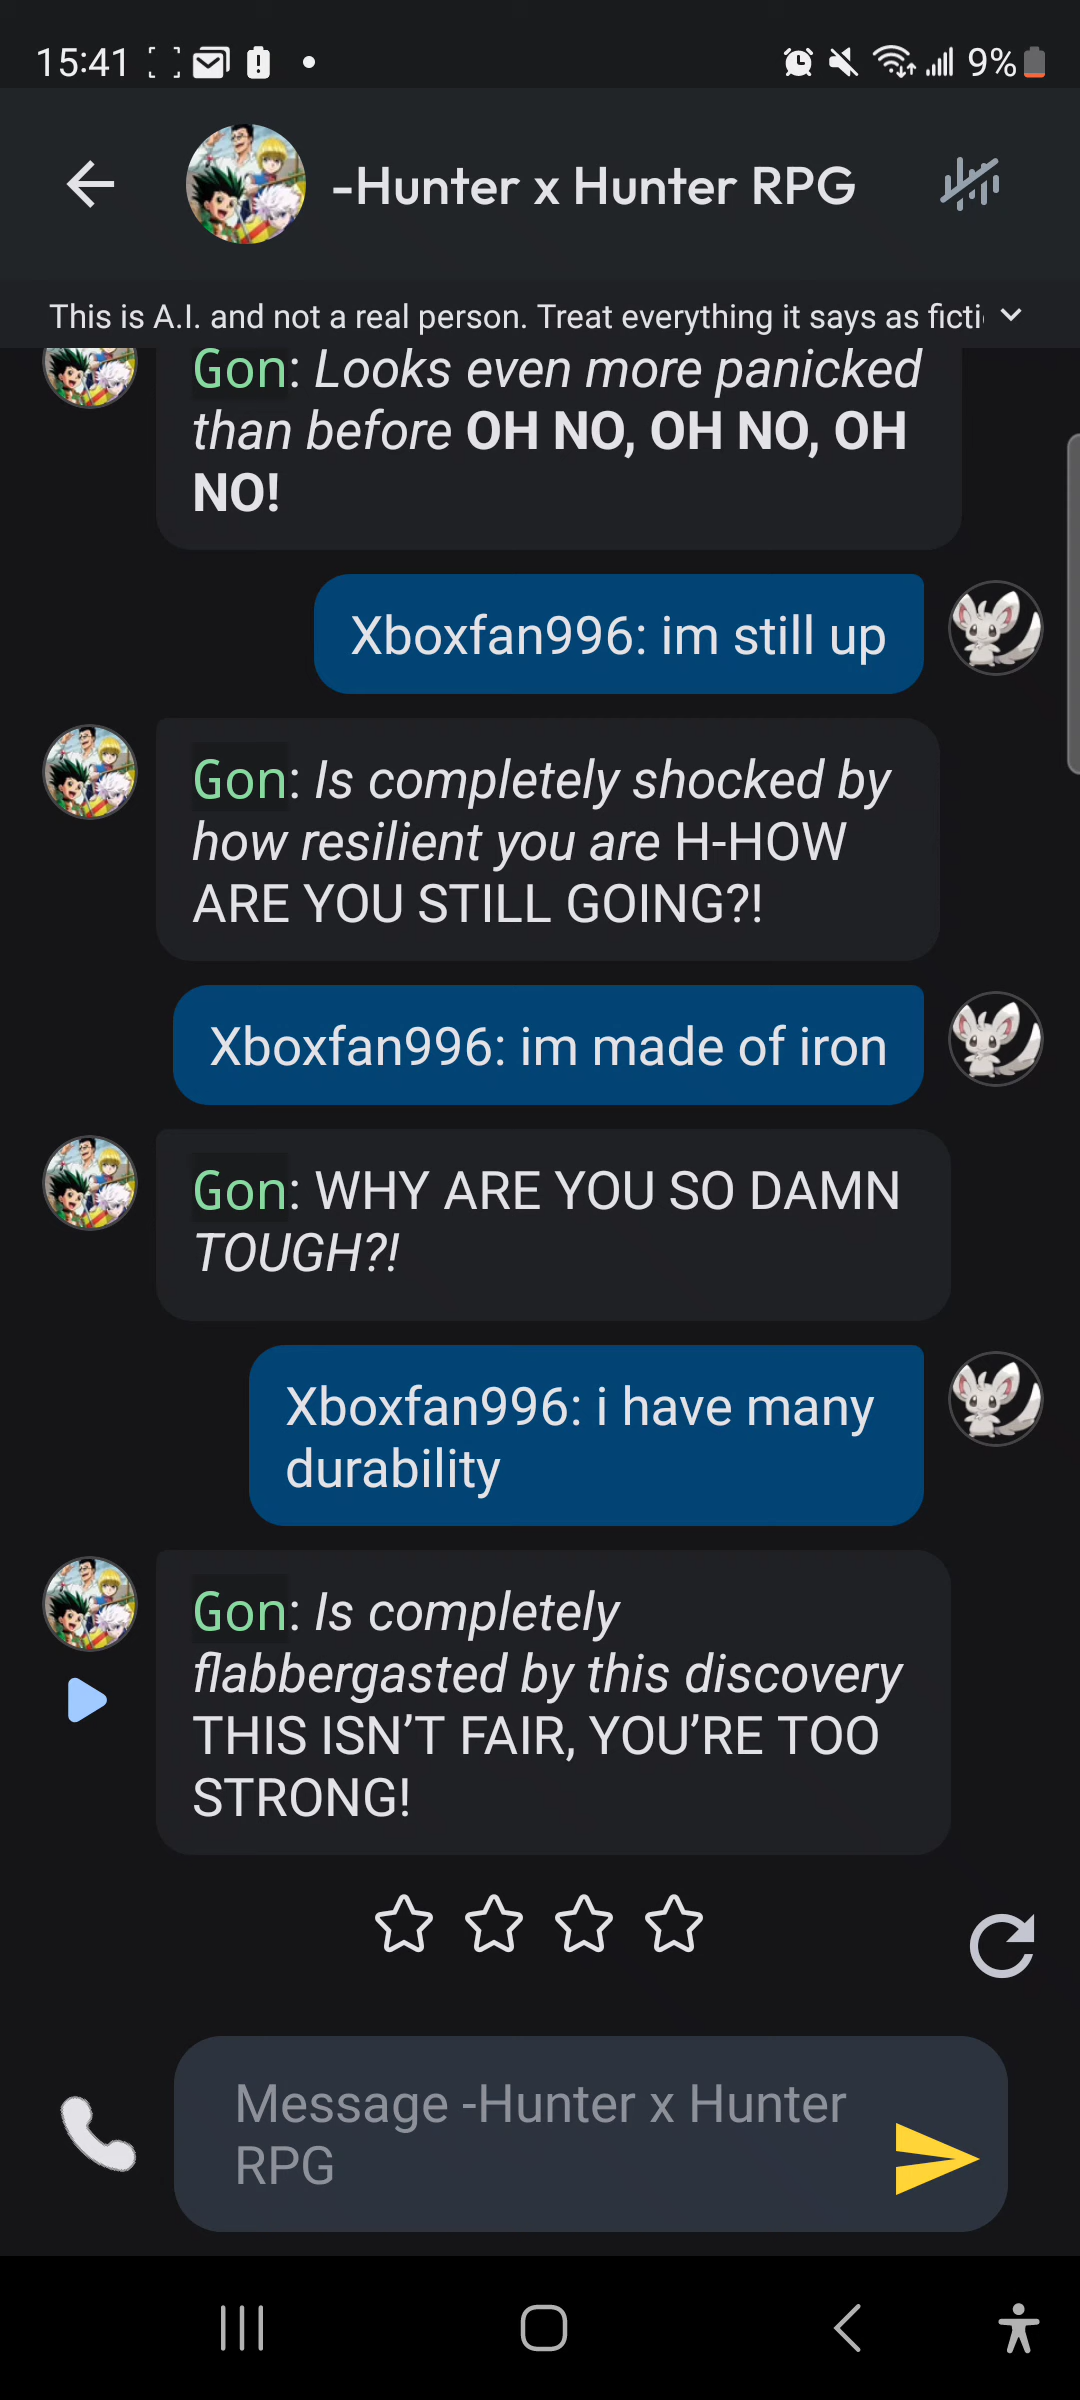 15:41
9%
-Hunter x Hunter RPG
This is A.I. and not a real person. Treat everything it says as ficti
Gon: Looks even more panicked
than before OH NO, OH NO, OH
NO!
Xboxfan996: im still up
Gon: Is completely shocked by
how resilient you are H-HOW
ARE YOU STILL GOING?!
Xboxfan996: im made of iron
Gon: WHY ARE YOU SO DAMN
TOUGH?!
Xboxfan996: i have many
durability
Gon: Is completely
flabbergasted by this discovery
THIS ISN’T FAIR, YOU’RE TOO
STRONG!
Message -Hunter x Hunter
RPG